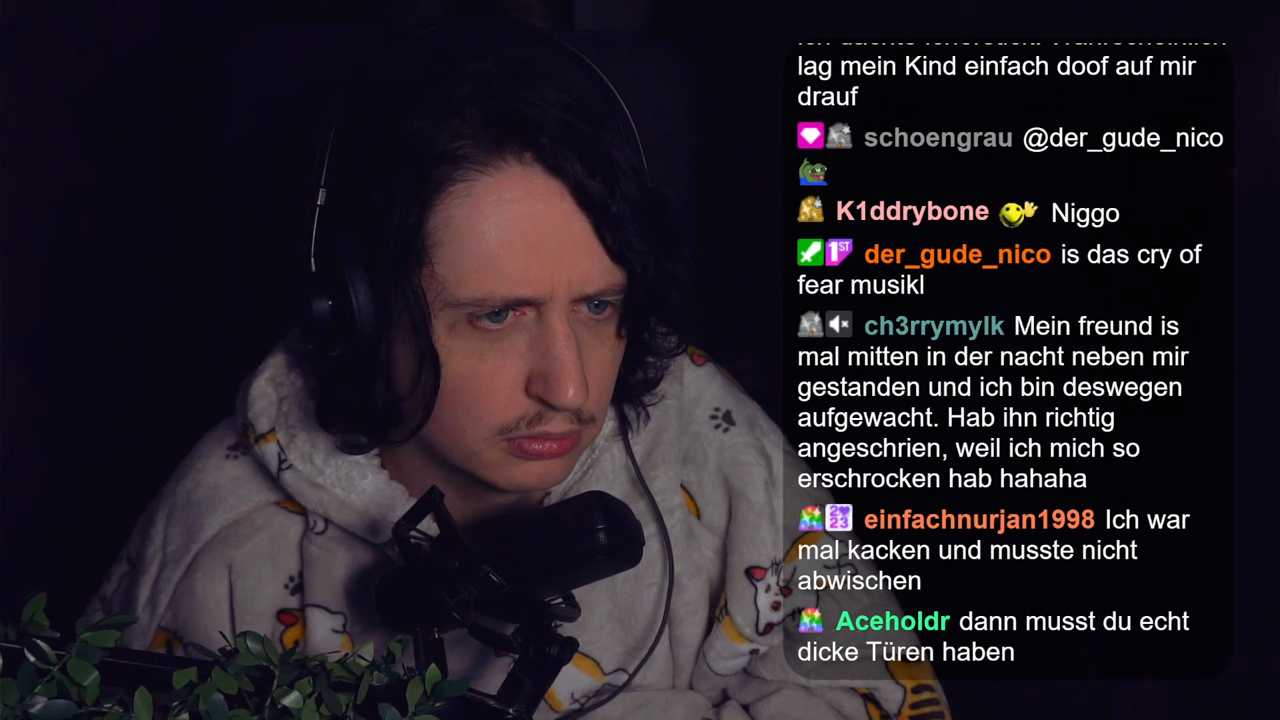 lag mein Kind einfach doof auf mir
drauf
schoengrau @der_gude_nico
K1ddrybone Niggo
der_gude_nico is das cry of
fear musikl
ch3rrymylk Mein freund is
mal mitten in der nacht neben mir
gestanden und ich bin deswegen
aufgewacht. Hab ihn richtig
angeschrien, weil ich mich so
erschrocken hab hahaha
einfachnurjan1998 Ich war
mal kacken und musste nicht
abwischen
Aceholdr dann musst du echt
dicke Türen haben